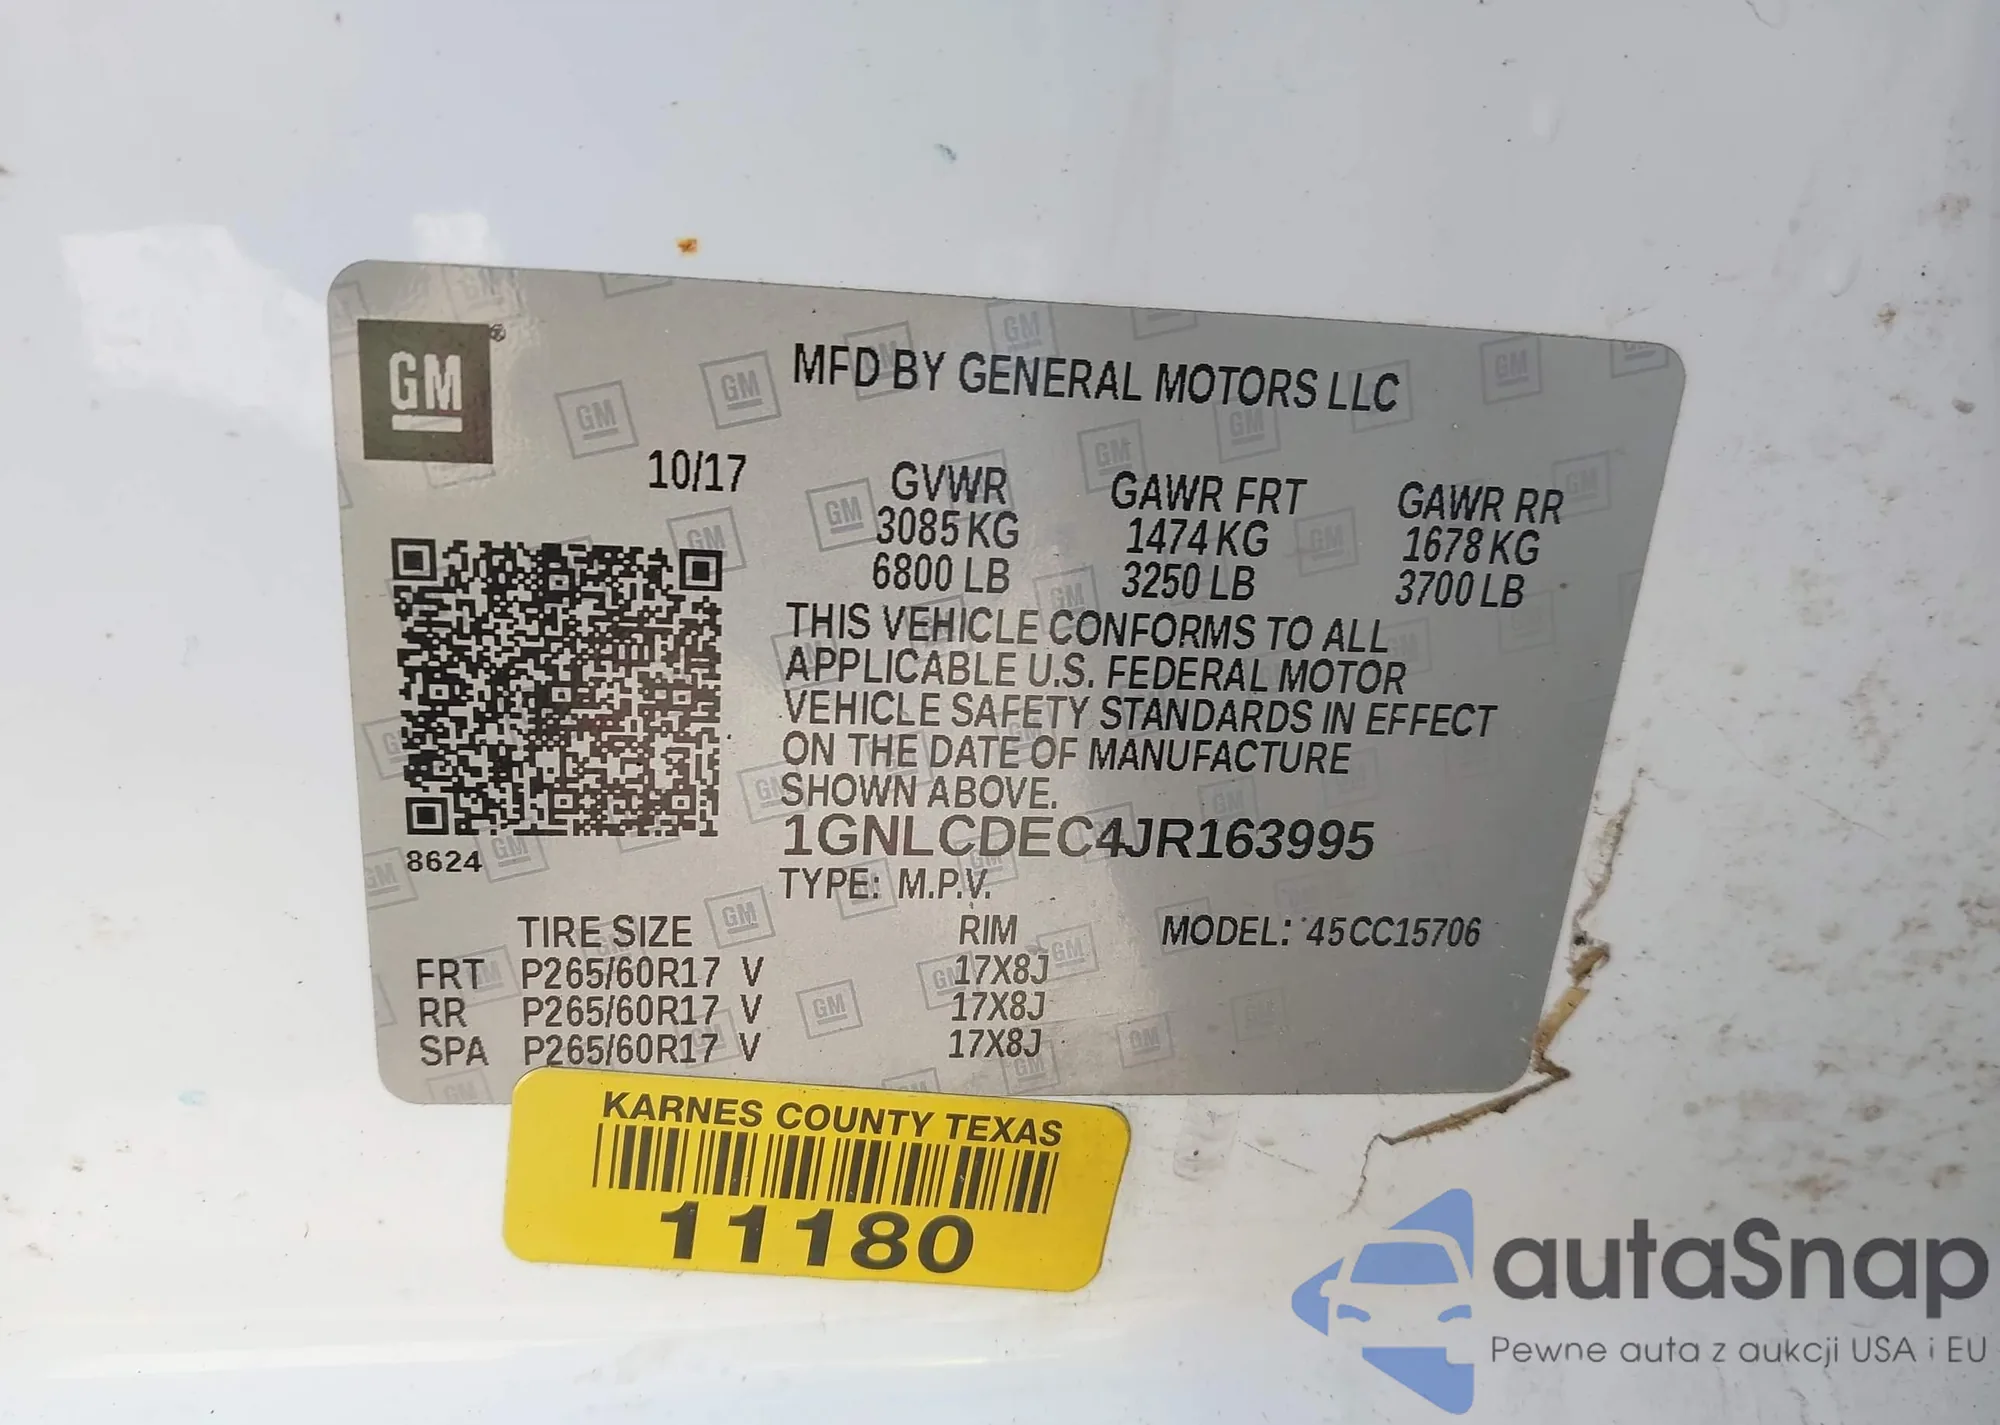 GM
MFD BY GENERAL MOTORS LLC
10/17
GVWR GAWR FRT GAWR RR
3085 KG 1474 KG 1678 KG
6800 LB 3250 LB 3700 LB
THIS VEHICLE CONFORMS TO ALL
APPLICABLE U.S. FEDERAL MOTOR
VEHICLE SAFETY STANDARDS IN EFFECT
ON THE DATE OF MANUFACTURE
SHOWN ABOVE.
1GNLCDEC4JR163995
8624
TYPE: M.P.V.
TIRE SIZE RIM MODEL: 45CC15706
FRT P265/60R17 V 17X8J
RR P265/60R17 V 17X8J
SPA P265/60R17 V 17X8J
KARNES COUNTY TEXAS
11180
autaSnap
Pewne auta z aukcji USA i EU